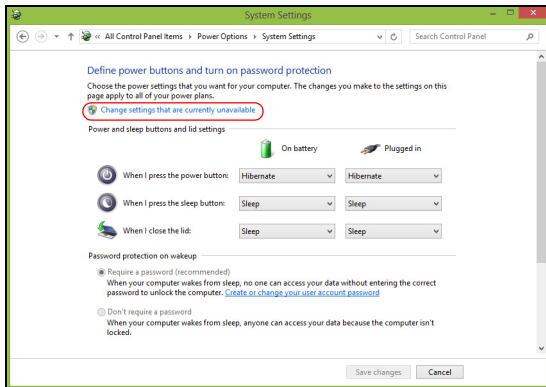 System Settings
« All Control Panel Items › Power Options › System Settings
Search Control Panel
Define power buttons and turn on password protection
Choose the power settings that you want for your computer. The changes you make to the settings on this
page apply to all of your power plans.
Change settings that are currently unavailable
Power and sleep buttons and lid settings
On battery Plugged in
When I press the power button: Hibernate Hibernate
When I press the sleep button: Sleep Sleep
When I close the lid: Sleep Sleep
Password protection on wakeup
Require a password (recommended)
When your computer wakes from sleep, no one can access your data without entering the correct
password to unlock the computer. Create or change your user account password
Don't require a password
When your computer wakes from sleep, anyone can access your data because the computer isn't
locked.
Save changes Cancel